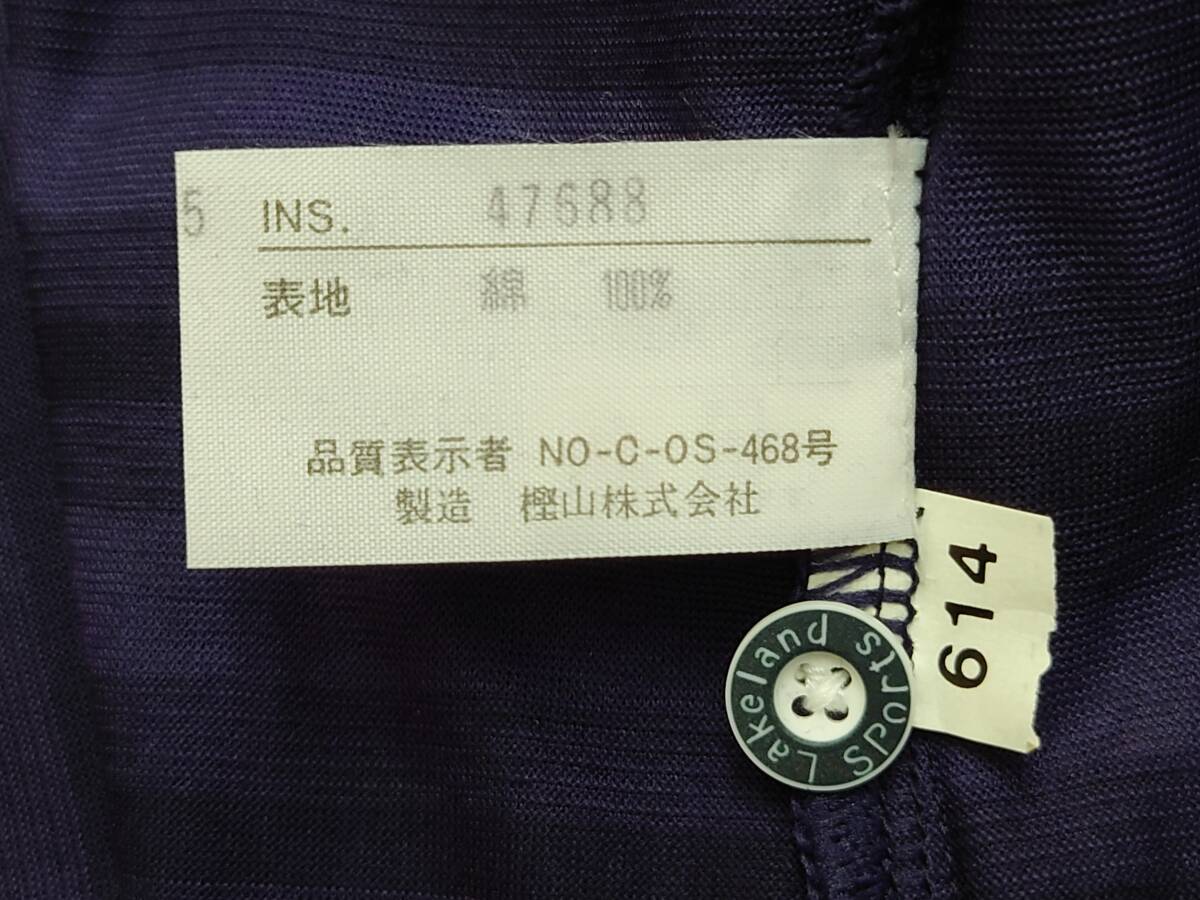 5 INS. 47688
表地 綿 100%
品質表示者 NO-C-OS-468号
製造 樫山株式会社
614
Lakeland sports